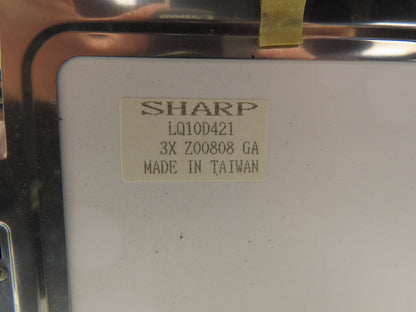 SHARP
LQ10D421
3X Z00808 GA
MADE IN TAIWAN